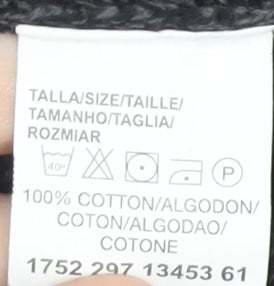 TALLA/SIZE/TAILLE/
TAMANHO/TAGLIA/
ROZMIAR
40° P
100% COTTON/ALGODON/
COTON/ALGODAO/
COTONE
1752 297 13453 61